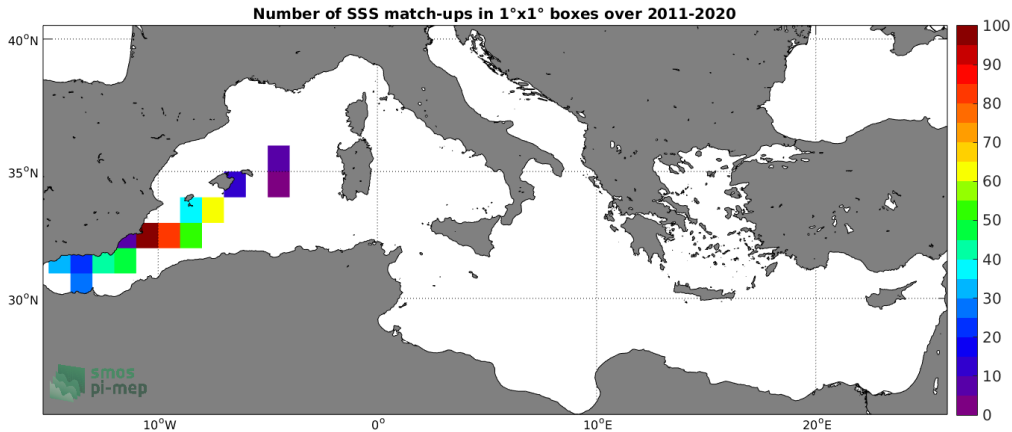 Number of SSS match-ups in 1°x1° boxes over 2011-2020
40°N
35°N
30°N
10°W
0°
10°E
20°E
100
90
80
70
60
50
40
30
20
10
0
smos
pi-mep